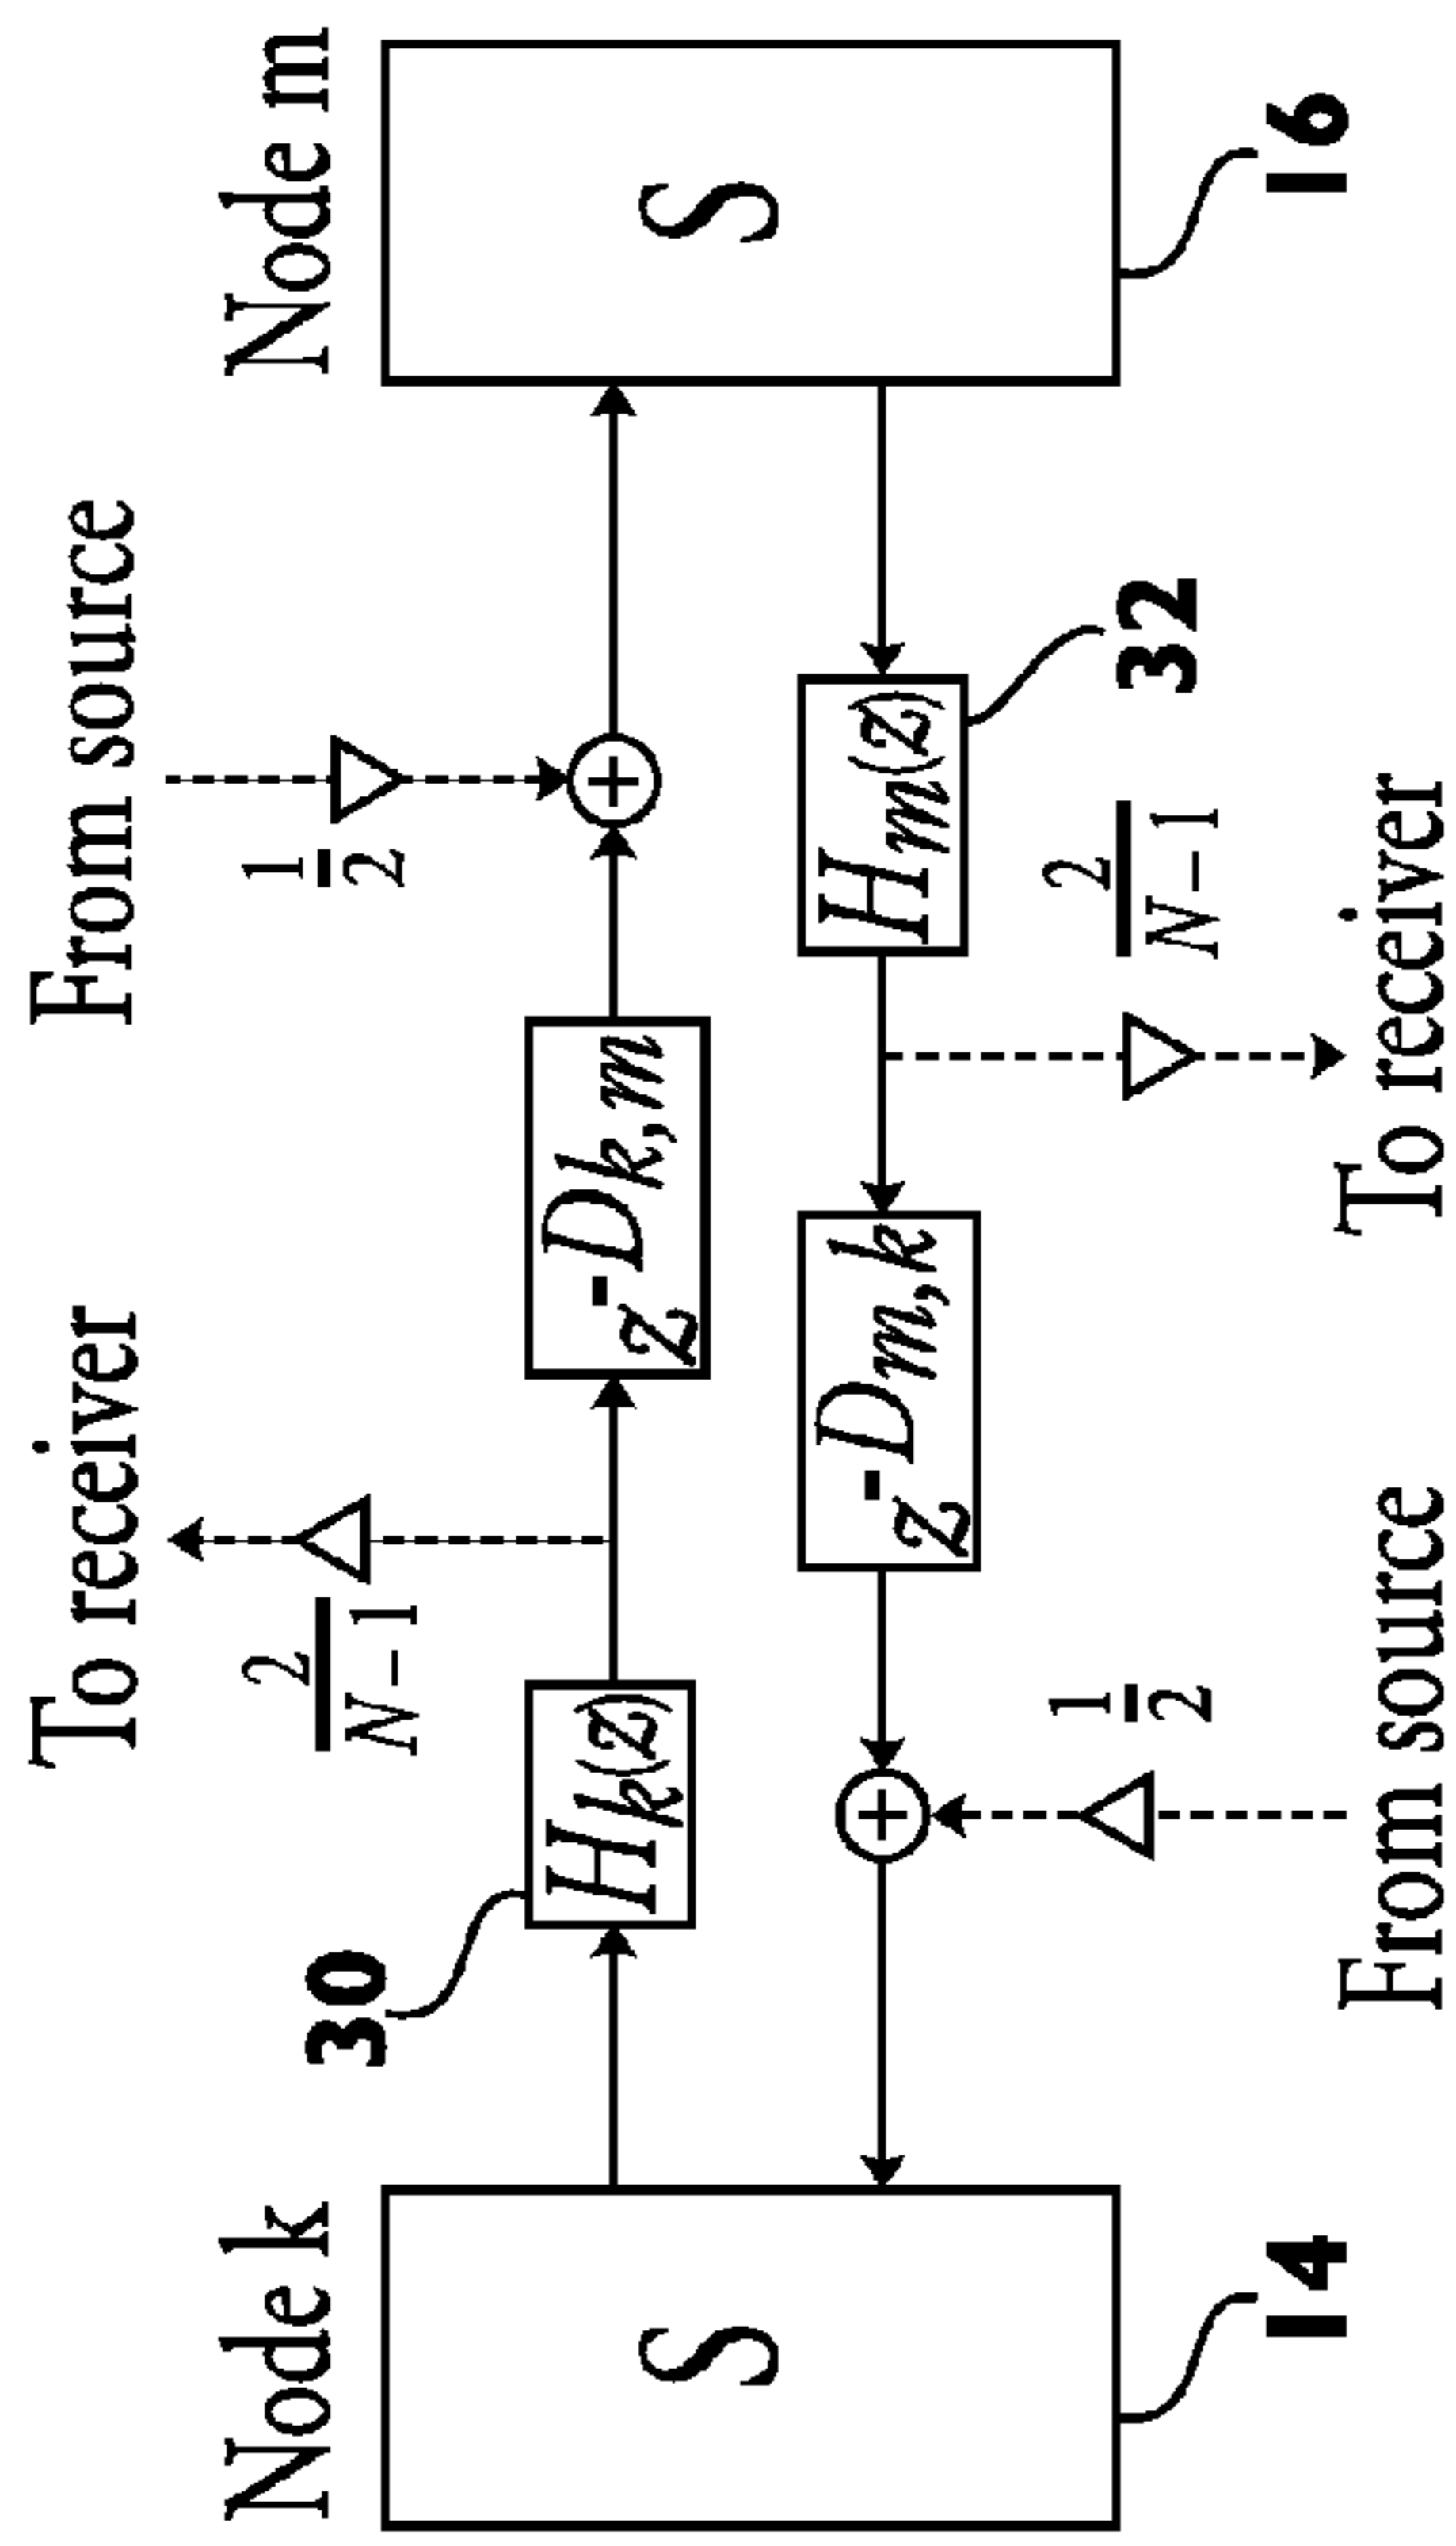 To receiver
From source
Node k
Node m
2
N-1
1
2
30
Hk(z)
z-Dk,m
S
S
z-Dm,k
Hm(z)
32
1
2
2
N-1
14
16
From source
To receiver